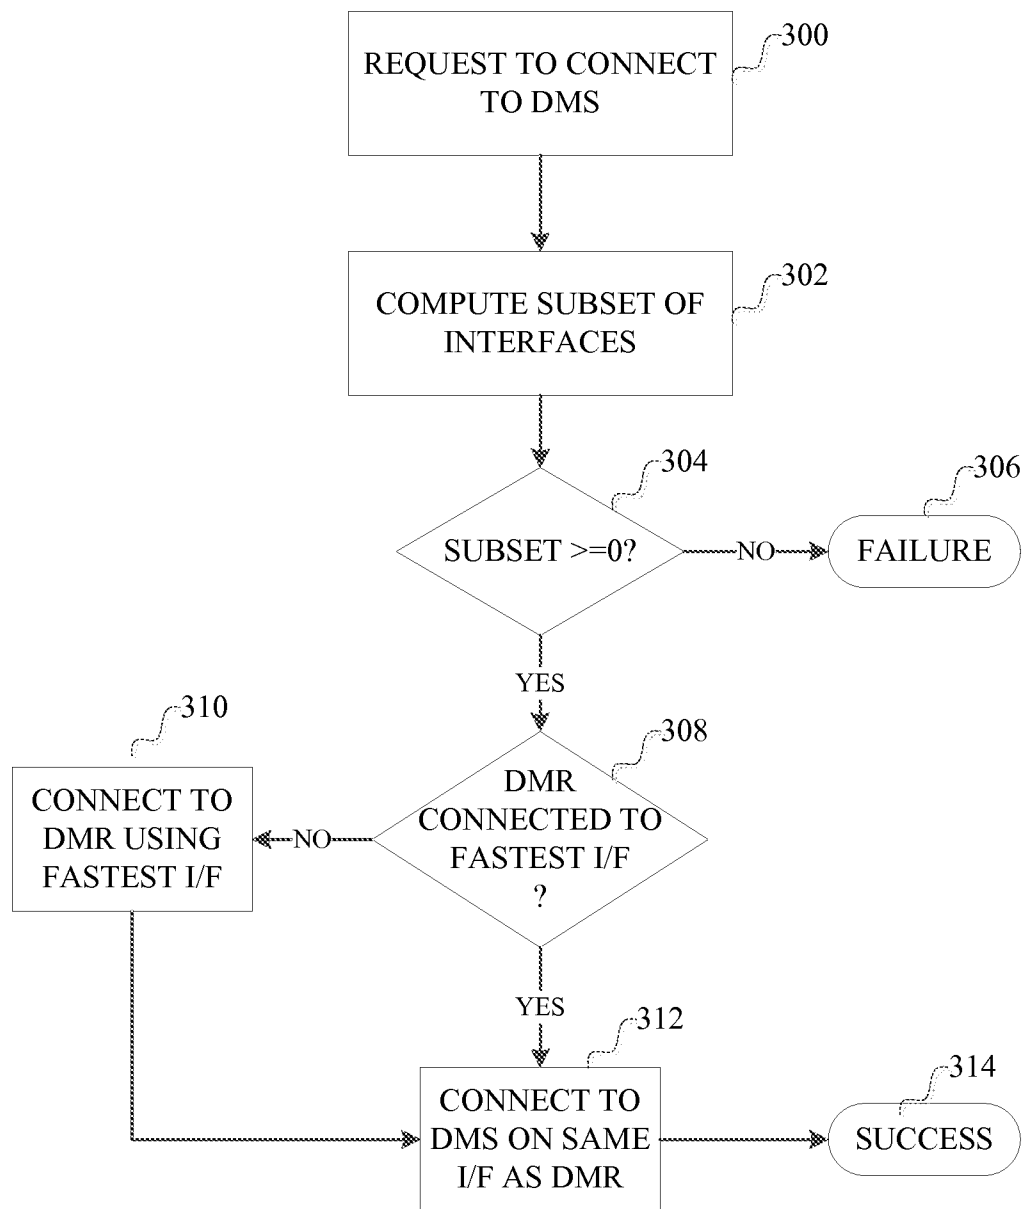 300
REQUEST TO CONNECT
TO DMS
302
COMPUTE SUBSET OF
INTERFACES
304
SUBSET >=0?
NO
306
FAILURE
YES
310
308
CONNECT TO
DMR USING
FASTEST I/F
NO
DMR
CONNECTED TO
FASTEST I/F
?
YES
312
CONNECT TO
DMS ON SAME
I/F AS DMR
314
SUCCESS